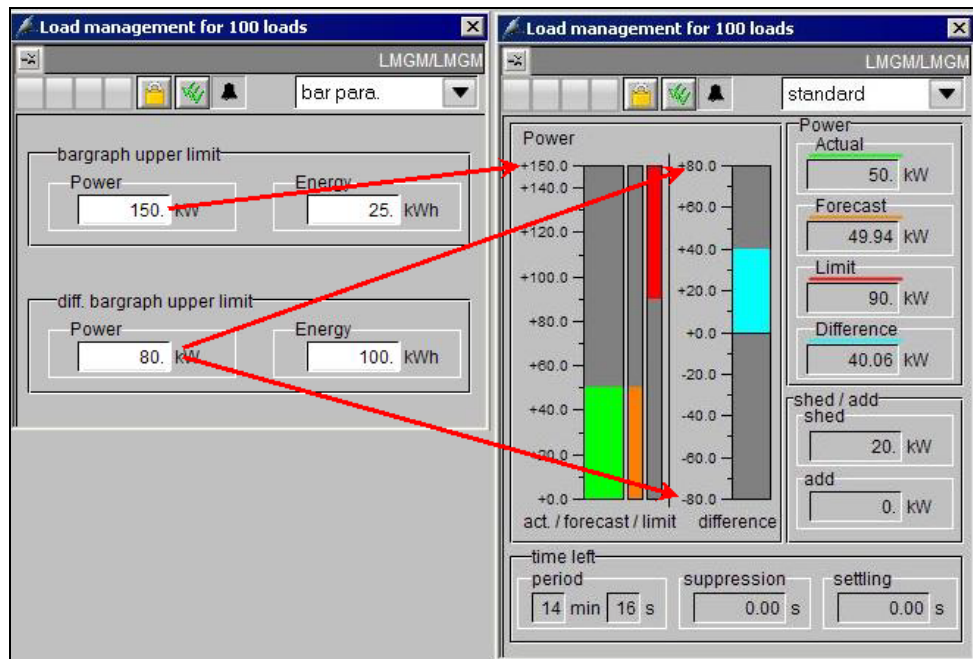 Load management for 100 loads
LMGM/LMGM
bar para.
bargraph upper limit
Power
Energy
150. kW
25. kWh
diff. bargraph upper limit
Power
Energy
80. kW
100. kWh
Load management for 100 loads
LMGM/LMGM
standard
Power
+150.0
+140.0
+120.0
+100.0
+80.0
+60.0
+40.0
+20.0
+0.0
+80.0
+60.0
+40.0
+20.0
+0.0
-20.0
-40.0
-60.0
-80.0
act. / forecast / limit
difference
Power
Actual
50. kW
Forecast
49.94 kW
Limit
90. kW
Difference
40.06 kW
shed / add
shed
20. kW
add
0. kW
time left
period
suppression
settling
14 min 16 s
0.00 s
0.00 s